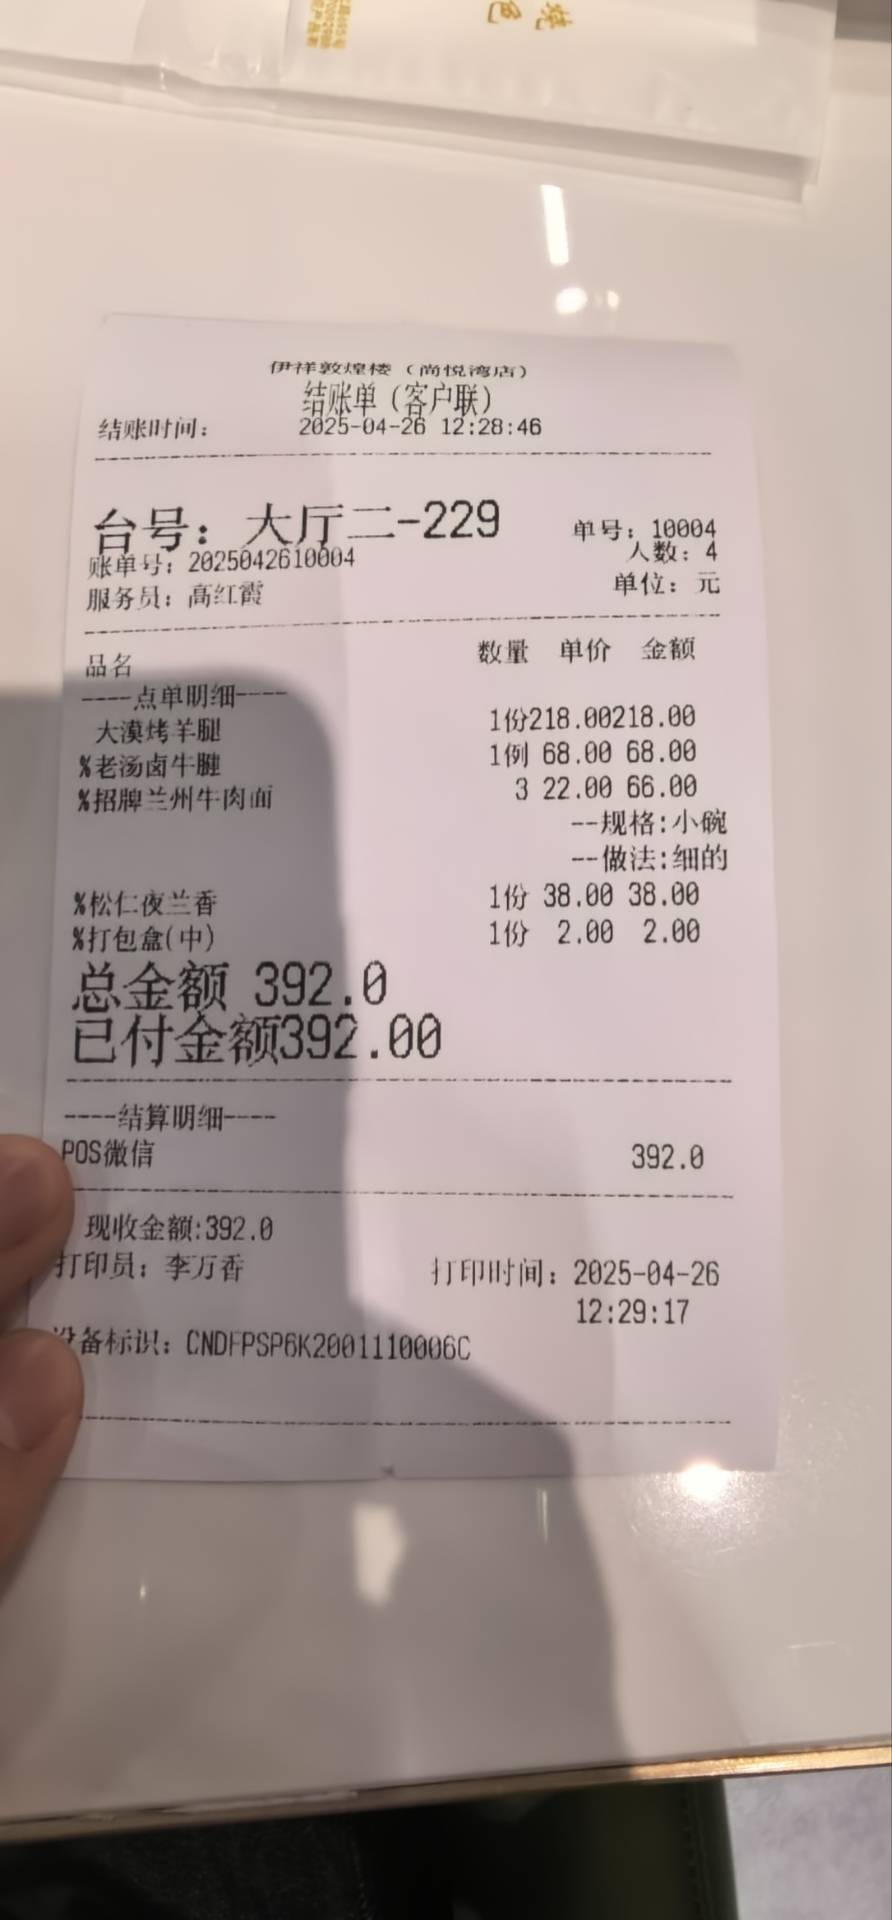 烧 色
伊祥敦煌楼（尚悦湾店）
结账单（客户联）
结账时间： 2025-04-26 12:28:46
台号：大厅二-229 单号：10004
账单号：2025042610004 人数：4
服务员：高红霞 单位：元
品名 数量 单价 金额
----点单明细----
大漠烤羊腿 1份218.00218.00
%老汤卤牛腱 1例 68.00 68.00
%招牌兰州牛肉面 3 22.00 66.00
--规格:小碗
--做法:细的
%松仁夜兰香 1份 38.00 38.00
%打包盒(中) 1份 2.00 2.00
总金额 392.0
已付金额392.00
----结算明细----
POS微信 392.0
现收金额:392.0
打印员：李万香 打印时间：2025-04-26
12:29:17
设备标识：CNDFPSP6K2001110006C